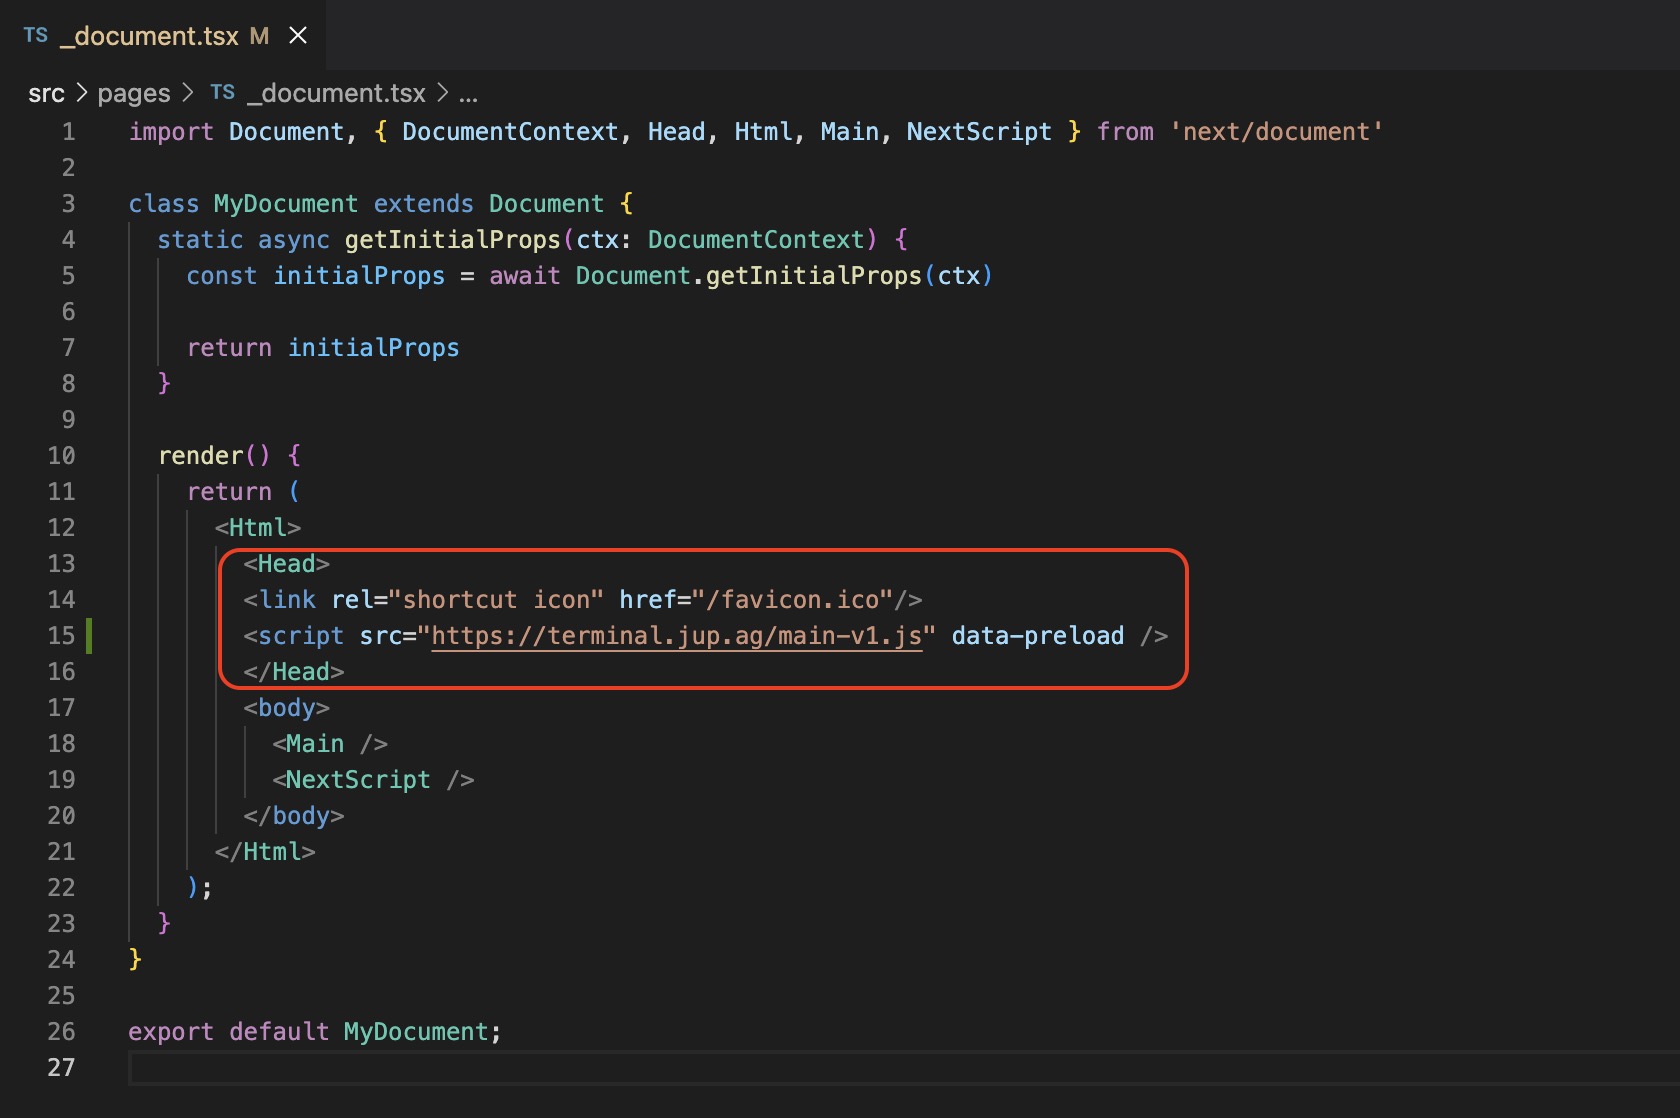 TS _document.tsx M ×
src > pages > TS _document.tsx > ...
1 import Document, { DocumentContext, Head, Html, Main, NextScript } from 'next/document'
2
3 class MyDocument extends Document {
4 static async getInitialProps(ctx: DocumentContext) {
5 const initialProps = await Document.getInitialProps(ctx)
6
7 return initialProps
8 }
9
10 render() {
11 return (
12 <Html>
13 <Head>
14 <link rel="shortcut icon" href="/favicon.ico"/>
15 <script src="https://terminal.jup.ag/main-v1.js" data-preload />
16 </Head>
17 <body>
18 <Main />
19 <NextScript />
20 </body>
21 </Html>
22 );
23 }
24 }
25
26 export default MyDocument;
27